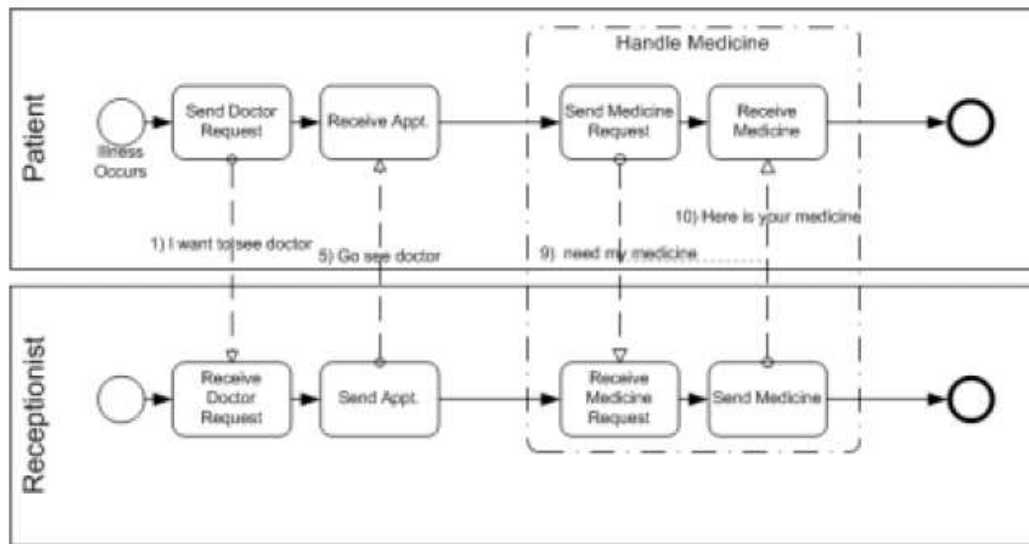 Handle Medicine
Patient
Send Doctor
Request
Receive Appt.
Send Medicine
Request
Receive
Medicine
Illness
Occurs
1) I want to see doctor
5) Go see doctor
9) need my medicine
10) Here is your medicine
Receptionist
Receive
Doctor
Request
Send Appt.
Receive
Medicine
Request
Send Medicine